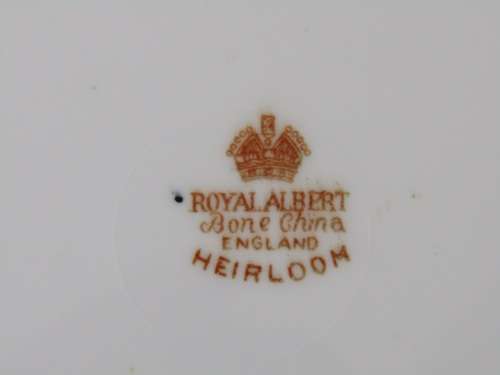 ROYAL ALBERT
Bone China
ENGLAND
HEIRLOOM